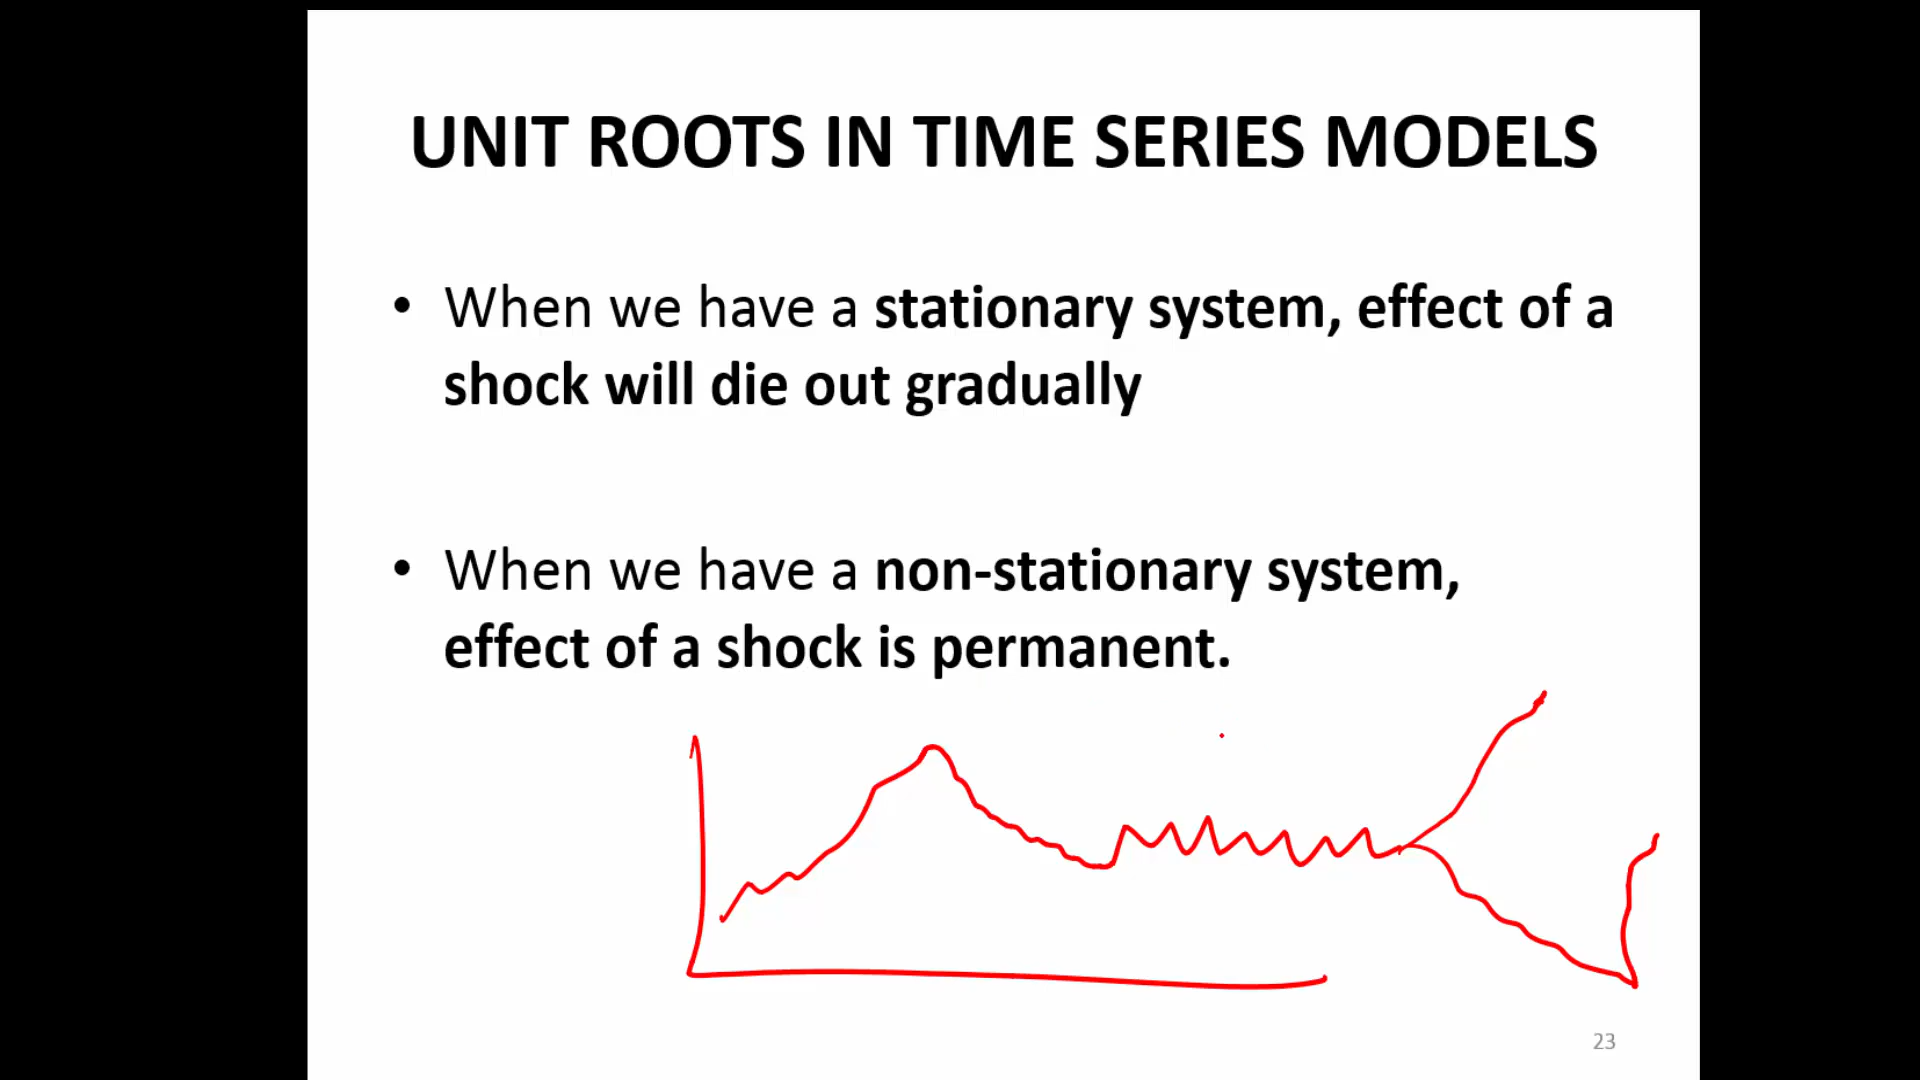 UNIT ROOTS IN TIME SERIES MODELS
• When we have a stationary system, effect of a
shock will die out gradually
• When we have a non-stationary system,
effect of a shock is permanent.
23